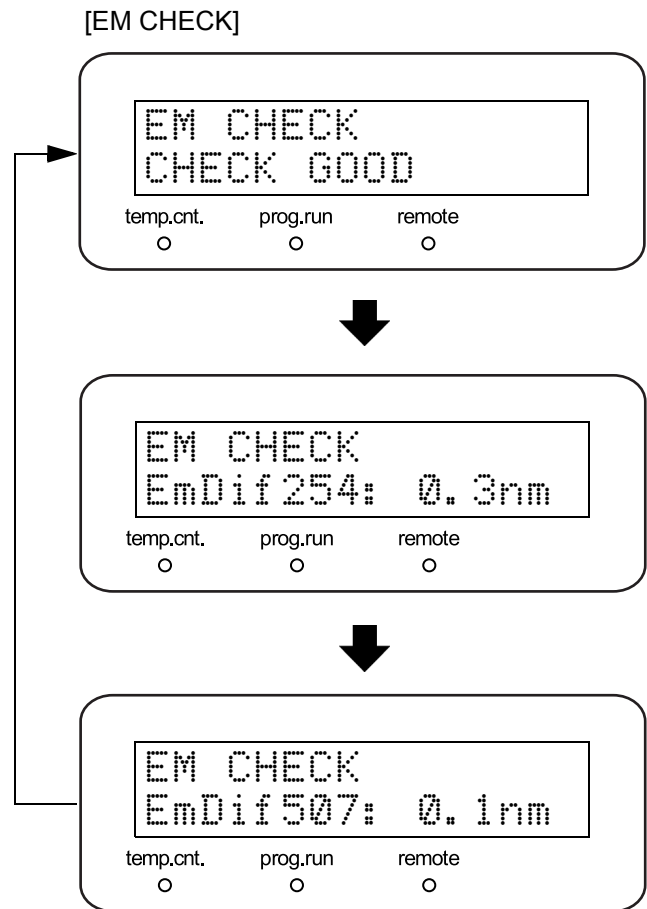 [EM CHECK]
EM CHECK
CHECK GOOD
temp.cnt. prog.run remote
EM CHECK
EmDif254: 0.3nm
temp.cnt. prog.run remote
EM CHECK
EmDif507: 0.1nm
temp.cnt. prog.run remote